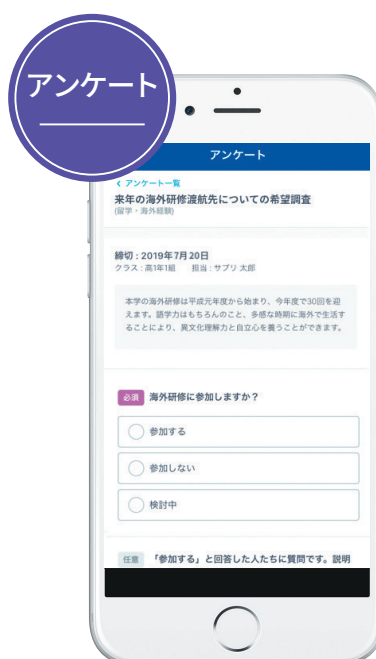 アンケート
アンケート
アンケート一覧
来年の海外研修渡航先についての希望調査
(留学・海外経験)
締切：2019年7月20日
クラス：高1年1組　担当：サプリ 太郎
本学の海外研修は平成元年度から始まり、今年度で30回を迎
えます。語学力はもちろんのこと、多感な時期に海外で生活す
ることにより、異文化理解力と自立心を養うことができます。
必須 海外研修に参加しますか？
参加する
参加しない
検討中
任意 「参加する」と回答した人たちに質問です。説明